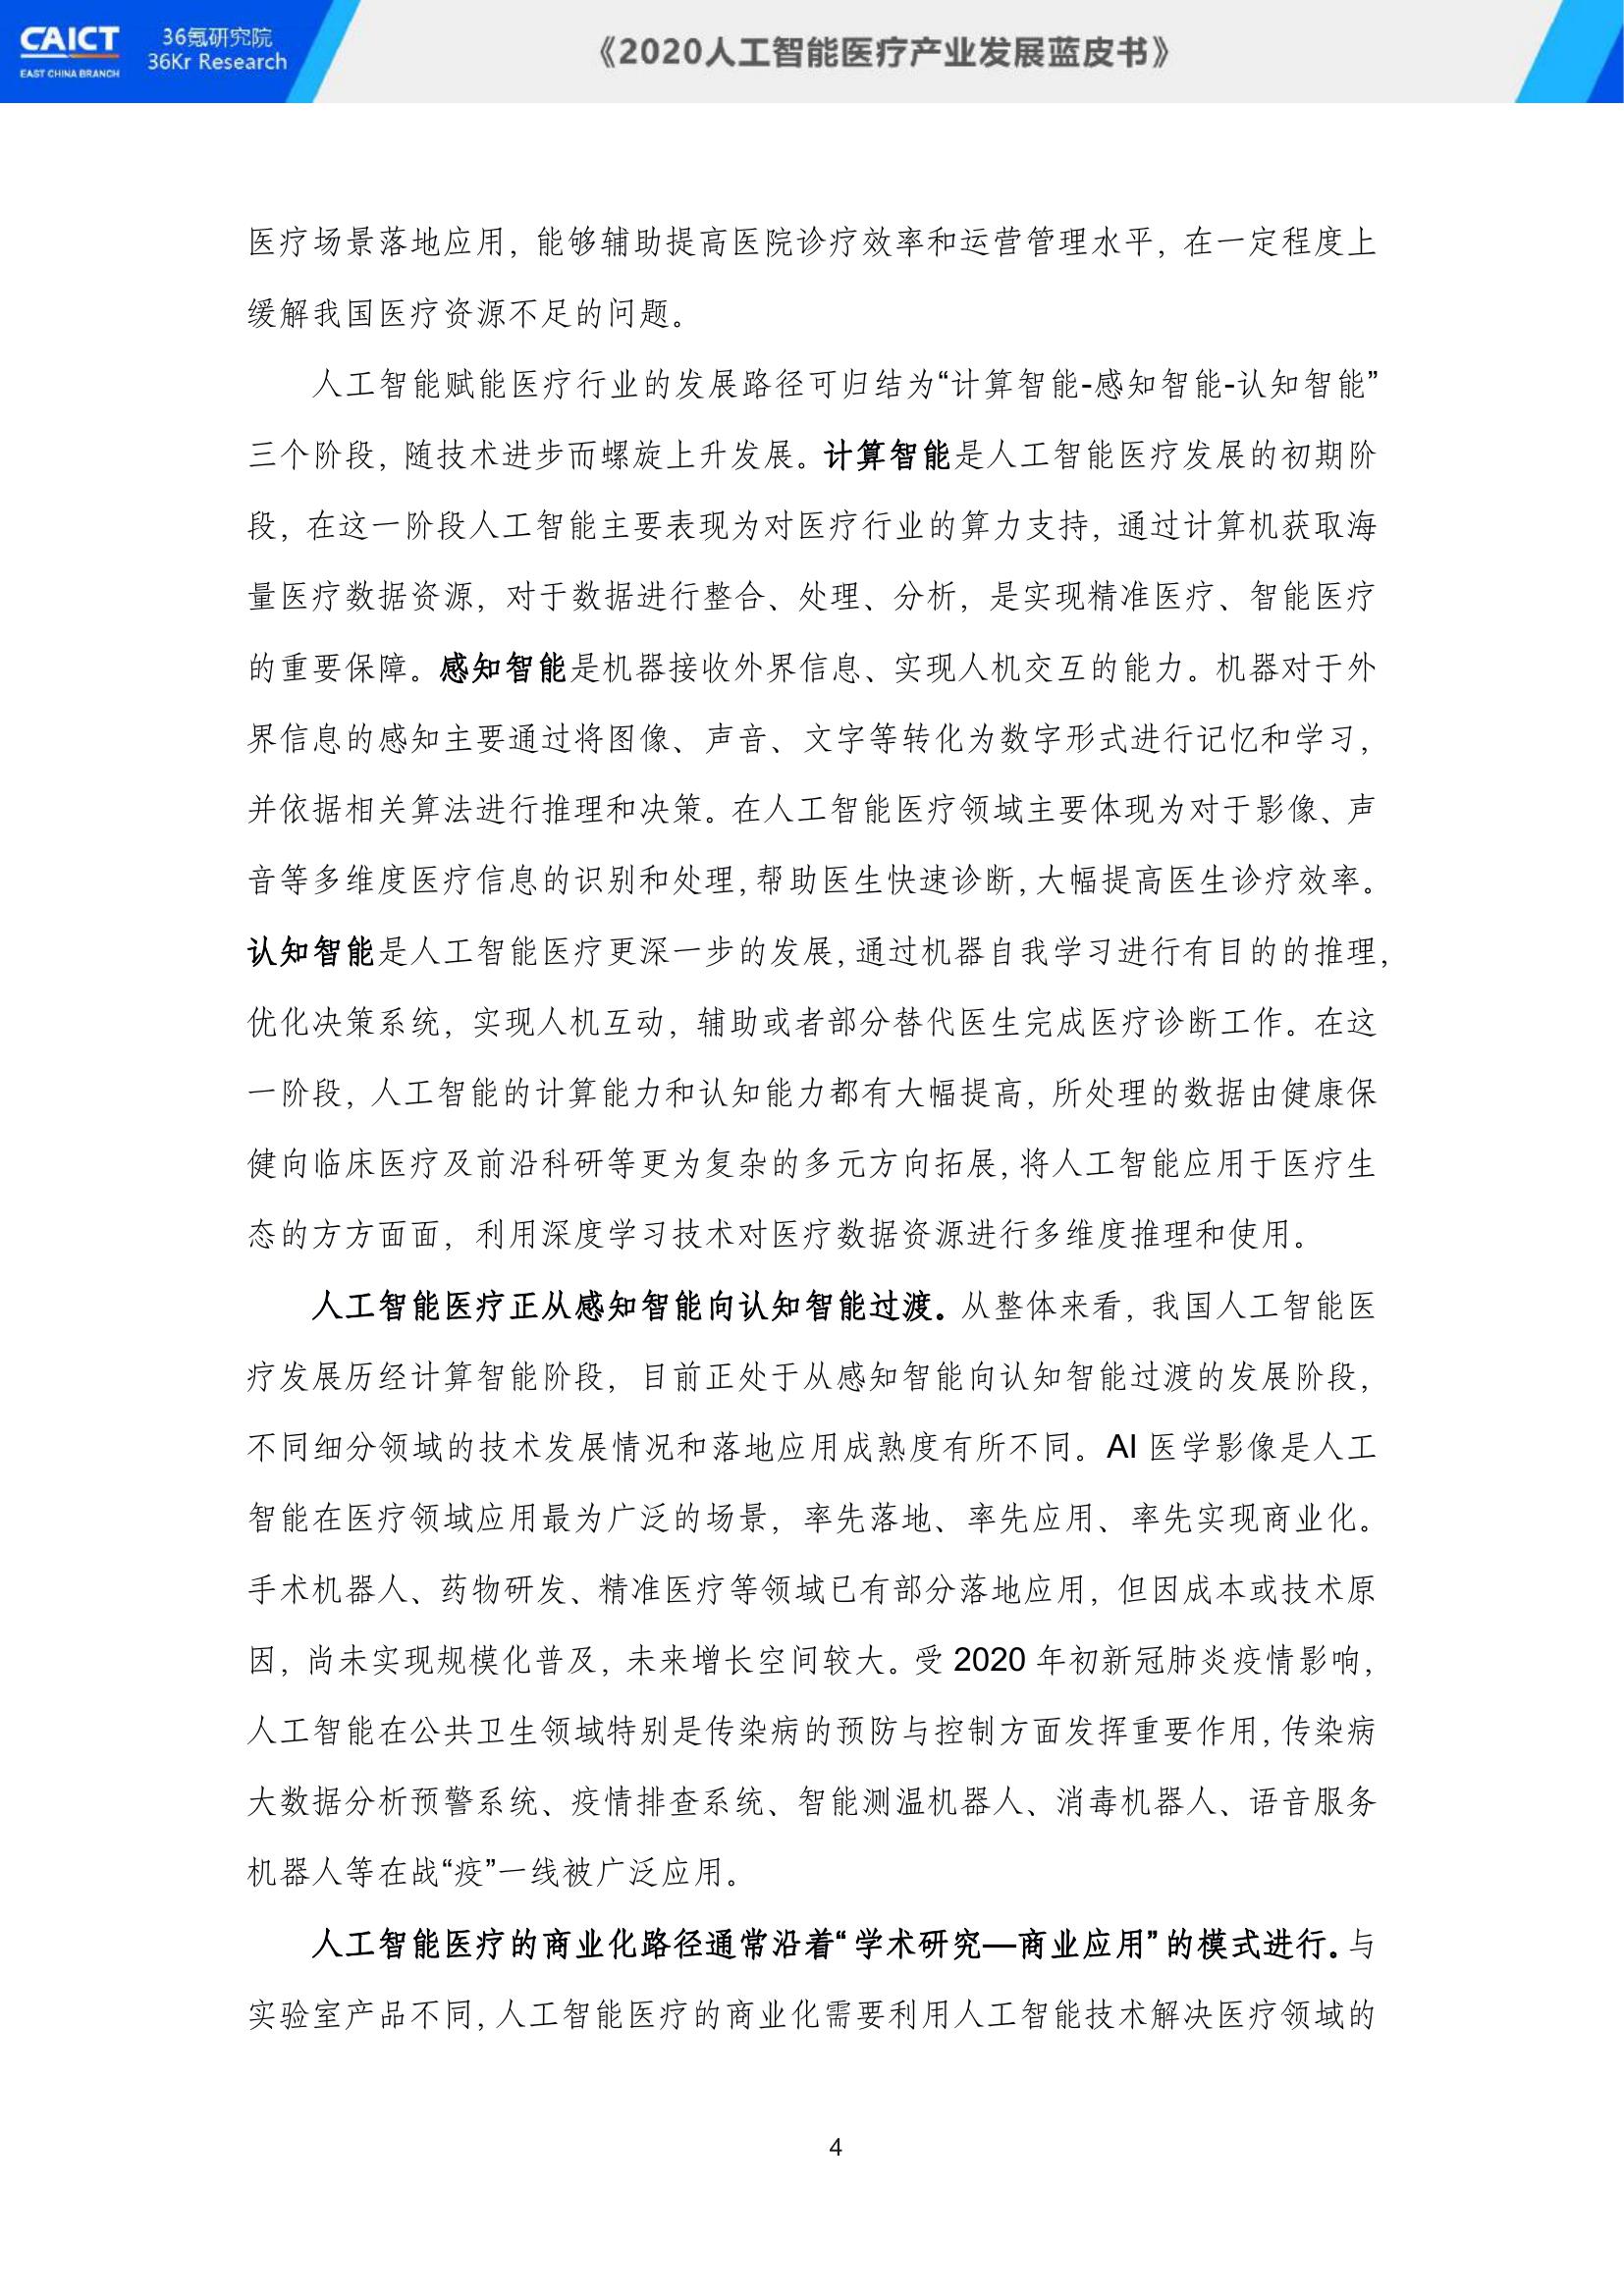 CAICT
EAST CHINA BRANCH
36氪研究院
36Kr Research
《2020人工智能医疗产业发展蓝皮书》
医疗场景落地应用，能够辅助提高医院诊疗效率和运营管理水平，在一定程度上
缓解我国医疗资源不足的问题。
人工智能赋能医疗行业的发展路径可归结为“计算智能-感知智能-认知智能”
三个阶段，随技术进步而螺旋上升发展。计算智能是人工智能医疗发展的初期阶
段，在这一阶段人工智能主要表现为对医疗行业的算力支持，通过计算机获取海
量医疗数据资源，对于数据进行整合、处理、分析，是实现精准医疗、智能医疗
的重要保障。感知智能是机器接收外界信息、实现人机交互的能力。机器对于外
界信息的感知主要通过将图像、声音、文字等转化为数字形式进行记忆和学习，
并依据相关算法进行推理和决策。在人工智能医疗领域主要体现为对于影像、声
音等多维度医疗信息的识别和处理，帮助医生快速诊断，大幅提高医生诊疗效率。
认知智能是人工智能医疗更深一步的发展，通过机器自我学习进行有目的的推理，
优化决策系统，实现人机互动，辅助或者部分替代医生完成医疗诊断工作。在这
一阶段，人工智能的计算能力和认知能力都有大幅提高，所处理的数据由健康保
健向临床医疗及前沿科研等更为复杂的多元方向拓展，将人工智能应用于医疗生
态的方方面面，利用深度学习技术对医疗数据资源进行多维度推理和使用。
人工智能医疗正从感知智能向认知智能过渡。从整体来看，我国人工智能医
疗发展历经计算智能阶段，目前正处于从感知智能向认知智能过渡的发展阶段，
不同细分领域的技术发展情况和落地应用成熟度有所不同。AI 医学影像是人工
智能在医疗领域应用最为广泛的场景，率先落地、率先应用、率先实现商业化。
手术机器人、药物研发、精准医疗等领域已有部分落地应用，但因成本或技术原
因，尚未实现规模化普及，未来增长空间较大。受 2020 年初新冠肺炎疫情影响，
人工智能在公共卫生领域特别是传染病的预防与控制方面发挥重要作用，传染病
大数据分析预警系统、疫情排查系统、智能测温机器人、消毒机器人、语音服务
机器人等在战“疫”一线被广泛应用。
人工智能医疗的商业化路径通常沿着“学术研究—商业应用”的模式进行。与
实验室产品不同，人工智能医疗的商业化需要利用人工智能技术解决医疗领域的
4